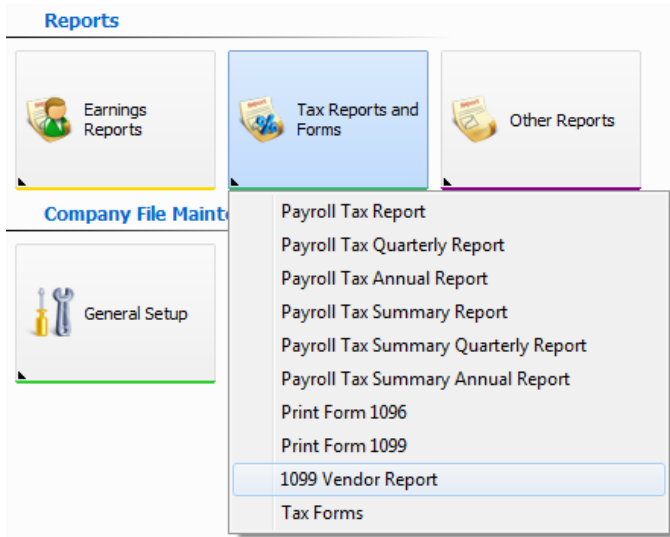 Reports
Earnings
Reports
Tax Reports and
Forms
Other Reports
Company File Maint
General Setup
Payroll Tax Report
Payroll Tax Quarterly Report
Payroll Tax Annual Report
Payroll Tax Summary Report
Payroll Tax Summary Quarterly Report
Payroll Tax Summary Annual Report
Print Form 1096
Print Form 1099
1099 Vendor Report
Tax Forms